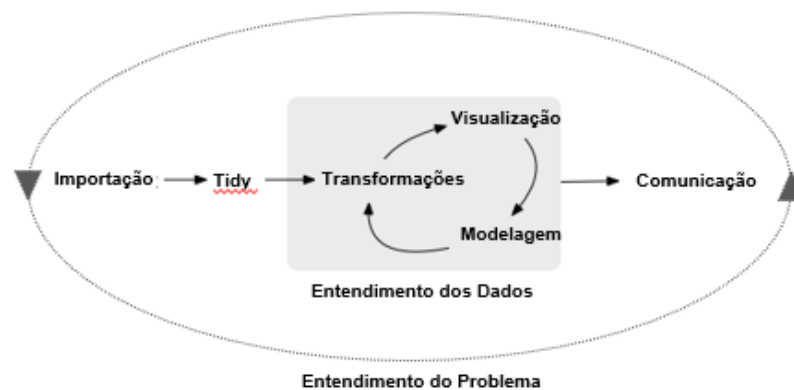 Visualização
Importação
Tidy
Transformações
Comunicação
Modelagem
Entendimento dos Dados
Entendimento do Problema